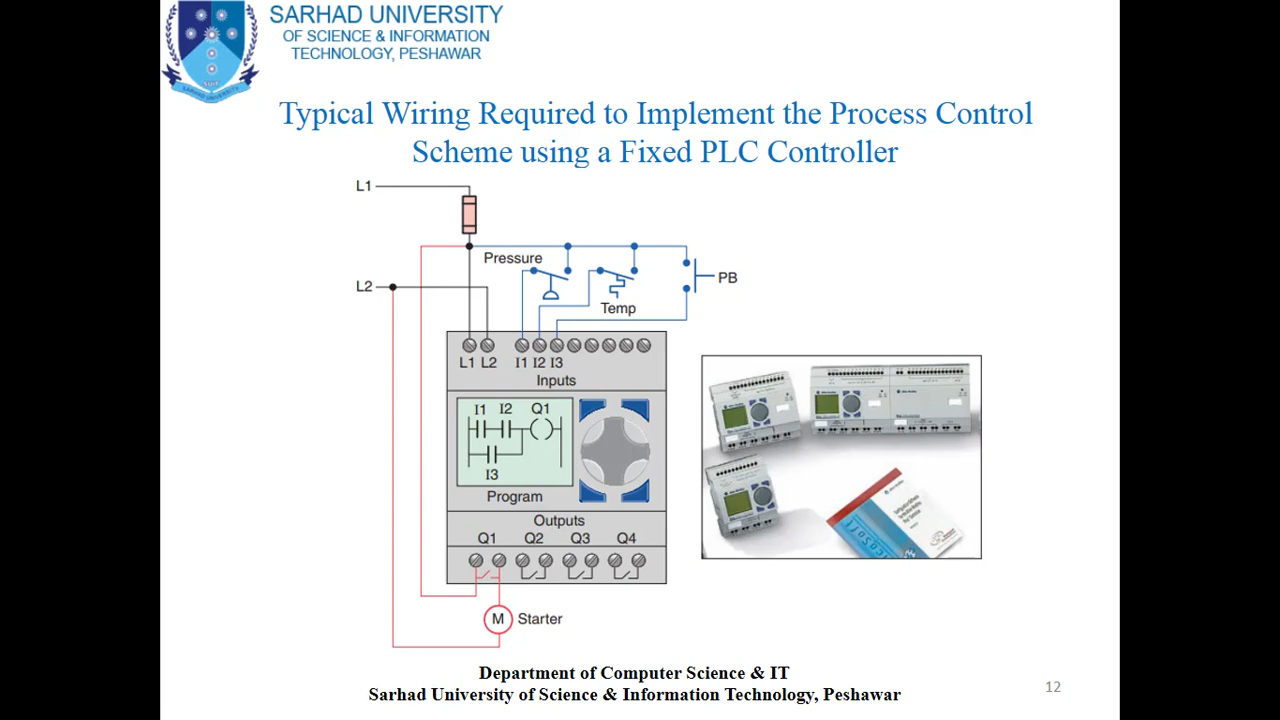 SARHAD UNIVERSITY
OF SCIENCE & INFORMATION
TECHNOLOGY, PESHAWAR
Typical Wiring Required to Implement the Process Control
Scheme using a Fixed PLC Controller
L1
Pressure
L2
PB
Temp
L1 L2 I1 I2 I3
Inputs
I1 I2 Q1
I3
Program
Outputs
Q1 Q2 Q3 Q4
M Starter
Department of Computer Science & IT
Sarhad University of Science & Information Technology, Peshawar
12